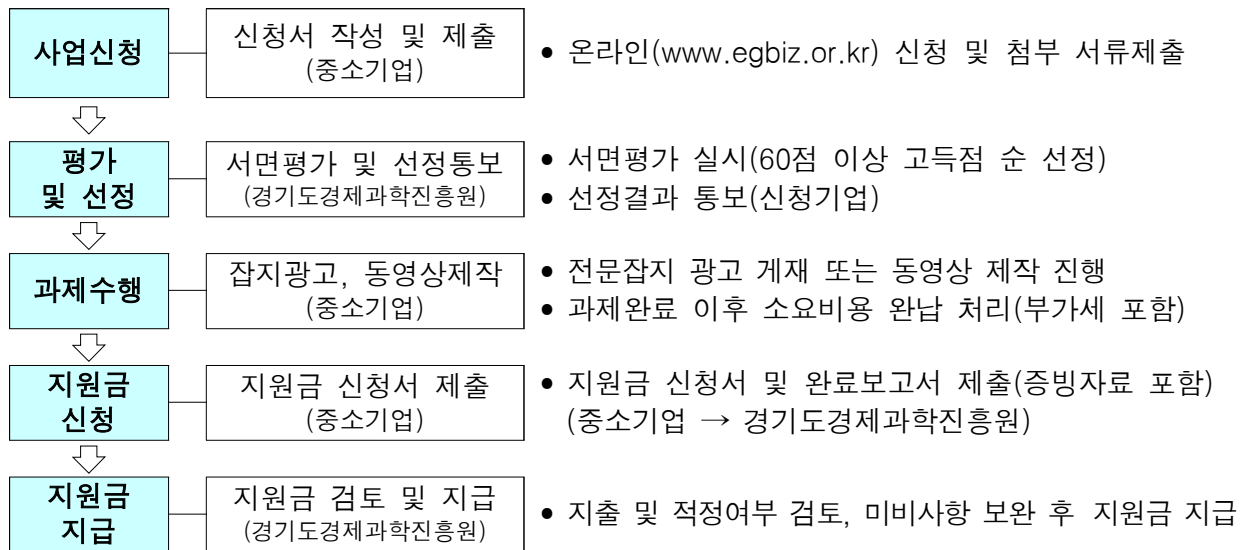 사업신청
신청서 작성 및 제출
(중소기업)
• 온라인(www.egbiz.or.kr) 신청 및 첨부 서류제출
평가
및 선정
서면평가 및 선정통보
(경기도경제과학진흥원)
• 서면평가 실시(60점 이상 고득점 순 선정)
• 선정결과 통보(신청기업)
과제수행
잡지광고, 동영상제작
(중소기업)
• 전문잡지 광고 게재 또는 동영상 제작 진행
• 과제완료 이후 소요비용 완납 처리(부가세 포함)
지원금
신청
지원금 신청서 제출
(중소기업)
• 지원금 신청서 및 완료보고서 제출(증빙자료 포함)
(중소기업 → 경기도경제과학진흥원)
지원금
지급
지원금 검토 및 지급
(경기도경제과학진흥원)
• 지출 및 적정여부 검토, 미비사항 보완 후 지원금 지급